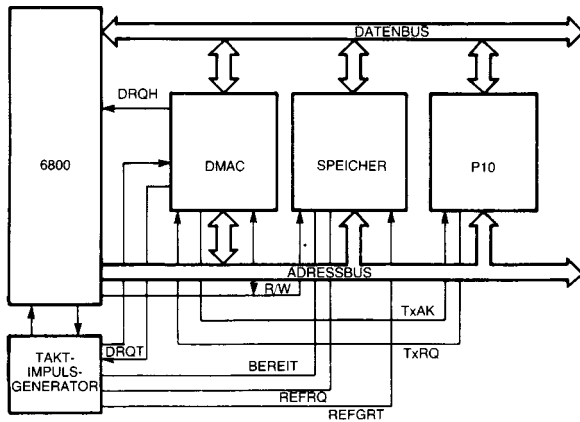 DATENBUS
DRQH
6800
DMAC
SPEICHER
P10
ADRESSBUS
R/W
TxAK
TAKT-
IMPULS-
GENERATOR
DRQT
BEREIT
TxRQ
REFRQ
REFGRT